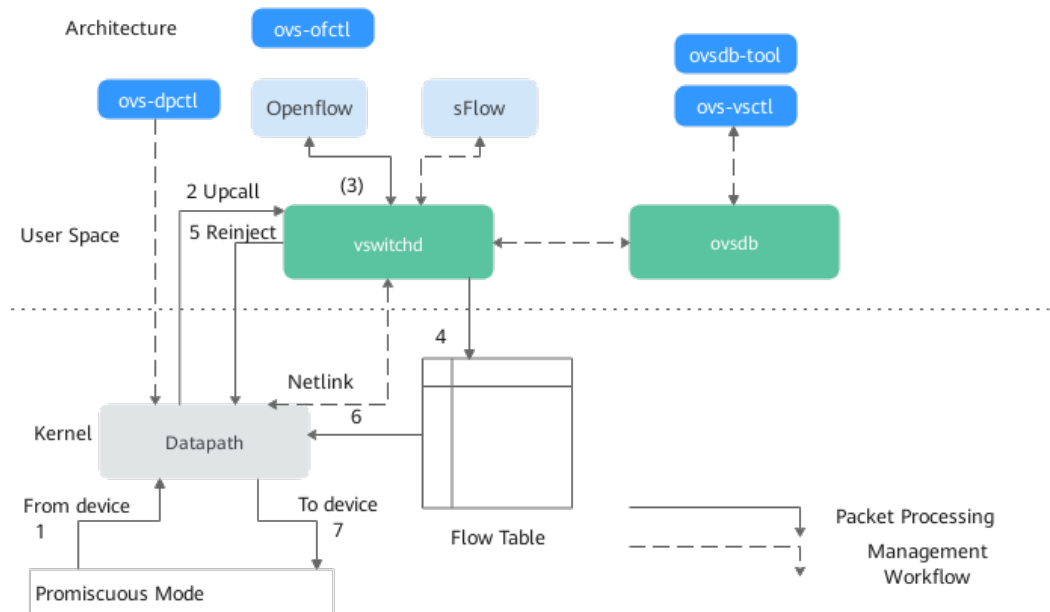 Architecture
ovs-ofctl
ovsdb-tool
ovs-dpctl
Openflow
sFlow
ovs-vsctl
2 Upcall
(3)
User Space
5 Reinject
vswitchd
ovsdb
4
Netlink
6
Kernel
Datapath
From device
1
To device
7
Flow Table
Packet Processing
Management
Workflow
Promiscuous Mode